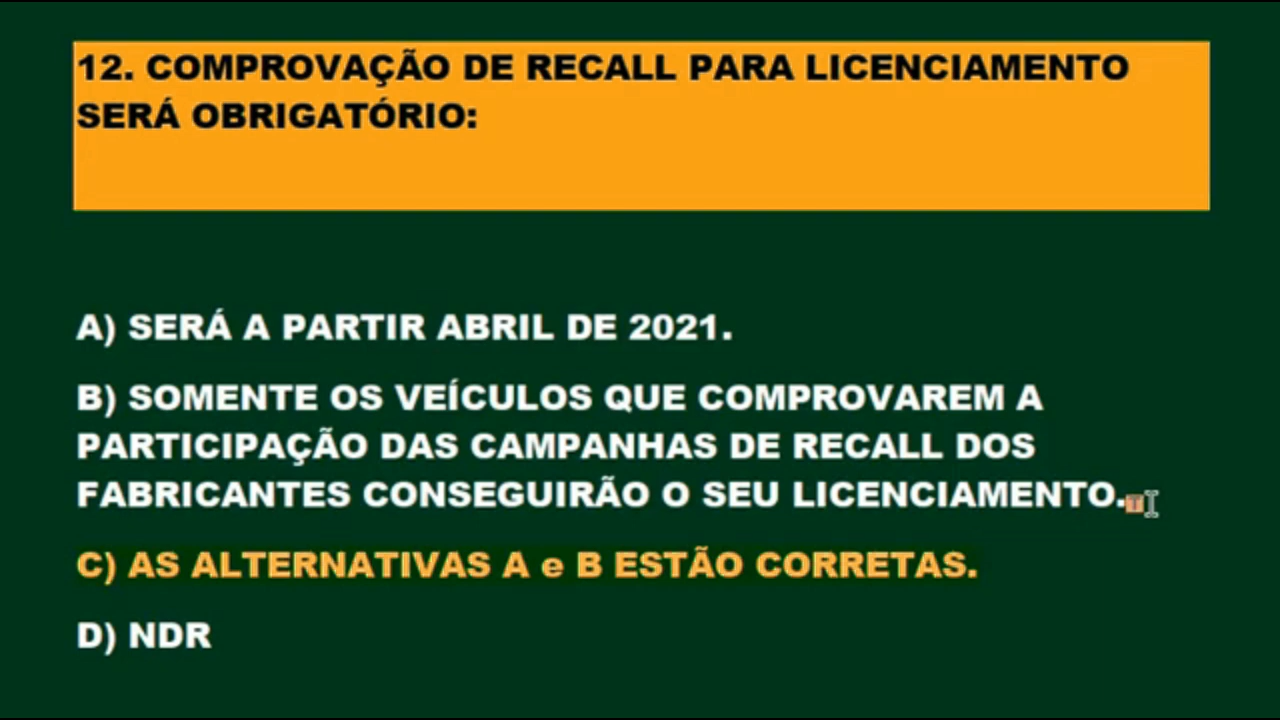 12. COMPROVAÇÃO DE RECALL PARA LICENCIAMENTO
SERÁ OBRIGATÓRIO:
A) SERÁ A PARTIR ABRIL DE 2021.
B) SOMENTE OS VEÍCULOS QUE COMPROVAREM A
PARTICIPAÇÃO DAS CAMPANHAS DE RECALL DOS
FABRICANTES CONSEGUIRÃO O SEU LICENCIAMENTO.
C) AS ALTERNATIVAS A e B ESTÃO CORRETAS.
D) NDR